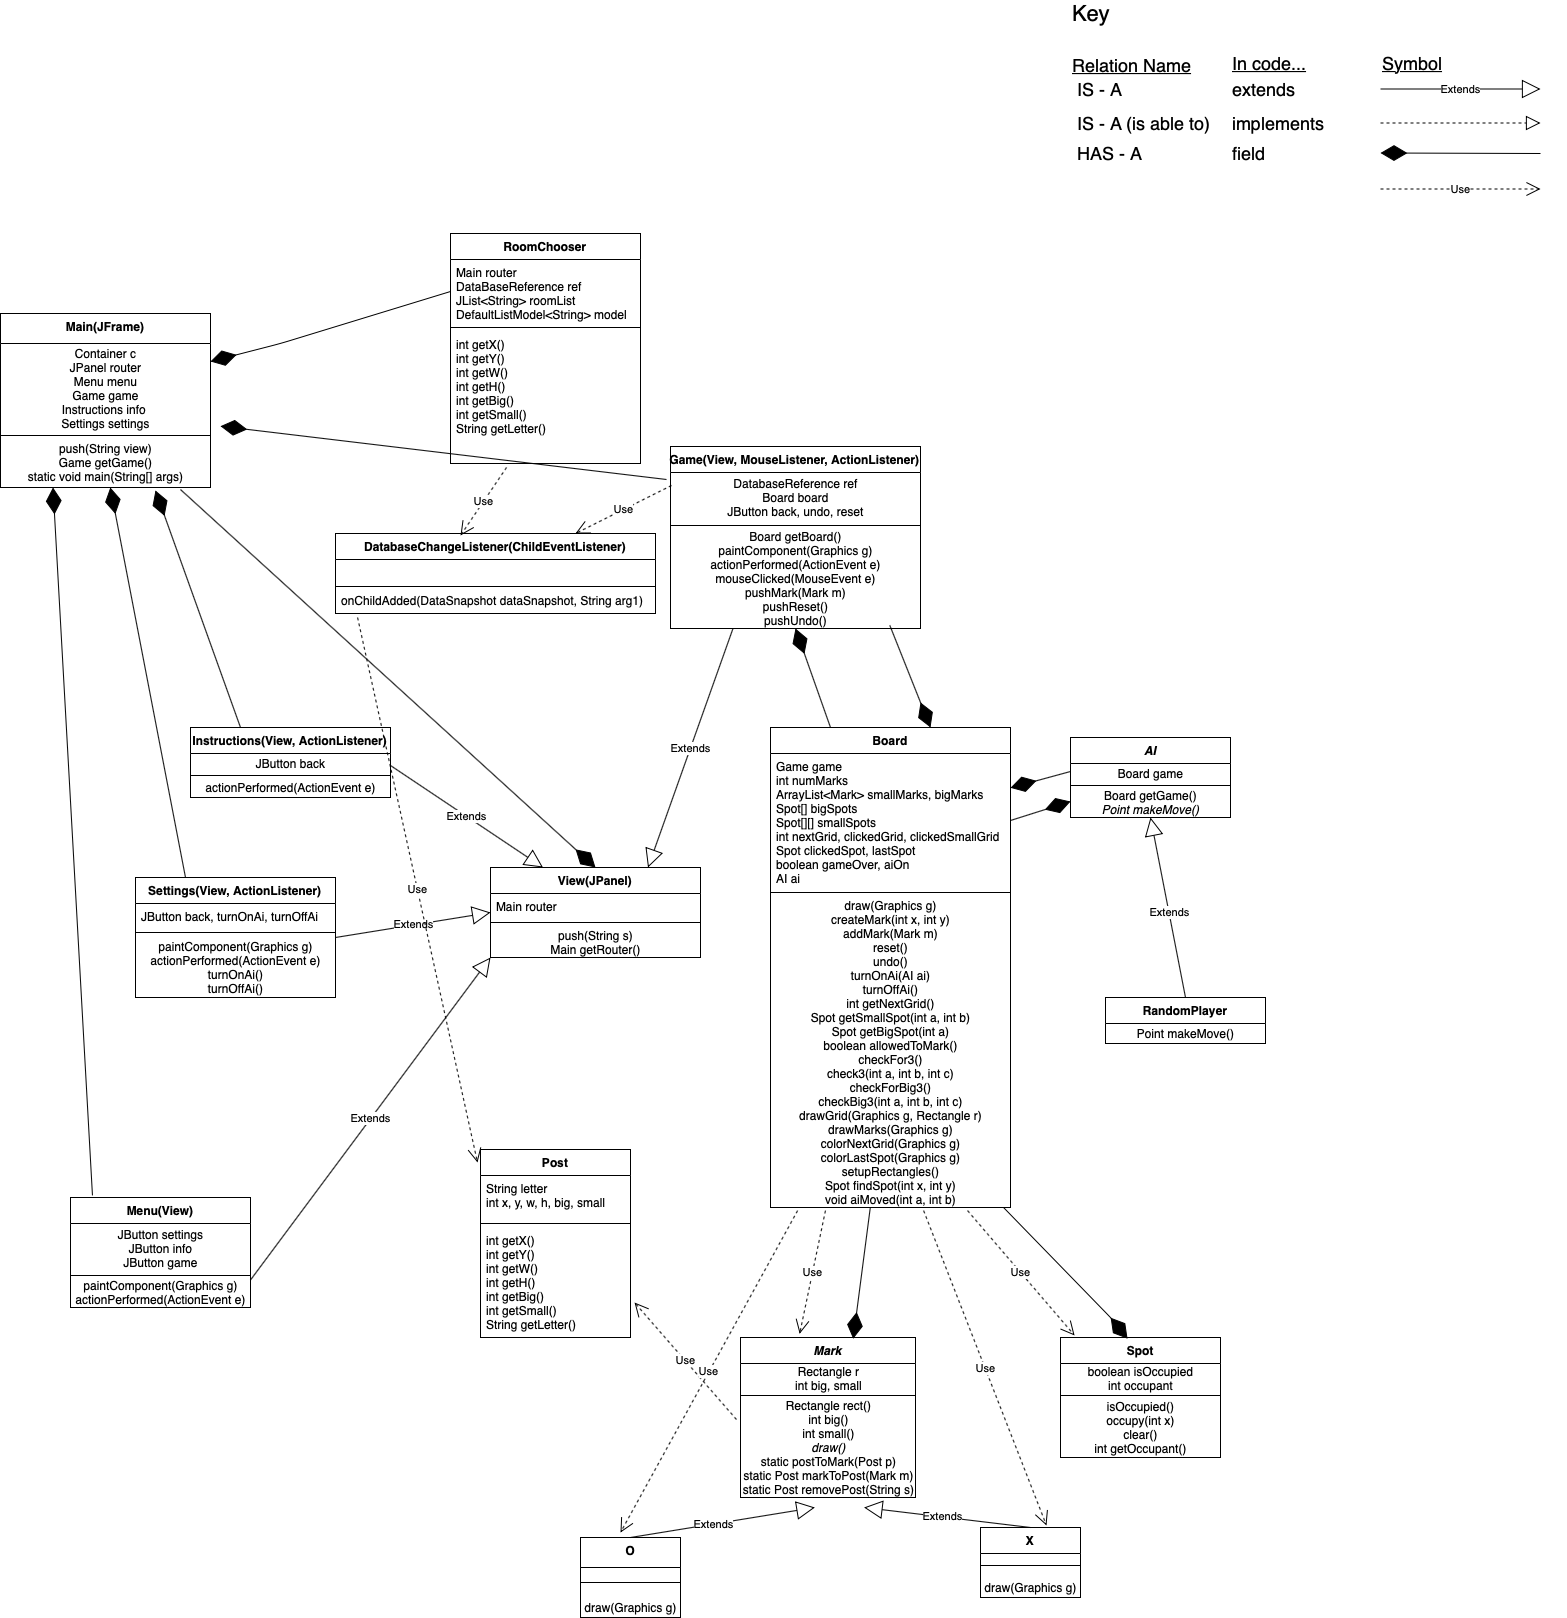 Key
Relation Name In code... Symbol
IS - A extends Extends
IS - A (is able to) implements
HAS - A field
Use
RoomChooser
Main router
DataBaseReference ref
JList<String> roomList
DefaultListModel<String> model
int getX()
int getY()
int getW()
int getH()
int getBig()
int getSmall()
String getLetter()
Main(JFrame)
Container c
JPanel router
Menu menu
Game game
Instructions info
Settings settings
push(String view)
Game getGame()
static void main(String[] args)
Game(View, MouseListener, ActionListener)
DatabaseReference ref
Board board
JButton back, undo, reset
Board getBoard()
paintComponent(Graphics g)
actionPerformed(ActionEvent e)
mouseClicked(MouseEvent e)
pushMark(Mark m)
pushReset()
pushUndo()
Use
Use
DatabaseChangeListener(ChildEventListener)
onChildAdded(DataSnapshot dataSnapshot, String arg1)
Instructions(View, ActionListener)
JButton back
actionPerformed(ActionEvent e)
Extends
Extends
Board
Game game
int numMarks
ArrayList<Mark> smallMarks, bigMarks
Spot[] bigSpots
Spot[][] smallSpots
int nextGrid, clickedGrid, clickedSmallGrid
Spot clickedSpot, lastSpot
boolean gameOver, aiOn
AI ai
draw(Graphics g)
createMark(int x, int y)
addMark(Mark m)
reset()
undo()
turnOnAi(AI ai)
turnOffAi()
int getNextGrid()
Spot getSmallSpot(int a, int b)
Spot getBigSpot(int a)
boolean allowedToMark()
checkFor3()
check3(int a, int b, int c)
checkForBig3()
checkBig3(int a, int b, int c)
drawGrid(Graphics g, Rectangle r)
drawMarks(Graphics g)
colorNextGrid(Graphics g)
colorLastSpot(Graphics g)
setupRectangles()
Spot findSpot(int x, int y)
void aiMoved(int a, int b)
AI
Board game
Board getGame()
Point makeMove()
Extends
RandomPlayer
Point makeMove()
View(JPanel)
Main router
push(String s)
Main getRouter()
Settings(View, ActionListener)
JButton back, turnOnAi, turnOffAi
paintComponent(Graphics g)
actionPerformed(ActionEvent e)
turnOnAi()
turnOffAi()
Use
Extends
Extends
Menu(View)
JButton settings
JButton info
JButton game
paintComponent(Graphics g)
actionPerformed(ActionEvent e)
Post
String letter
int x, y, w, h, big, small
int getX()
int getY()
int getW()
int getH()
int getBig()
int getSmall()
String getLetter()
Use
Use
Use
Use
Use
Mark
Rectangle r
int big, small
Rectangle rect()
int big()
int small()
draw()
static postToMark(Post p)
static Post markToPost(Mark m)
static Post removePost(String s)
Spot
boolean isOccupied
int occupant
isOccupied()
occupy(int x)
clear()
int getOccupant()
Extends
Extends
O
draw(Graphics g)
X
draw(Graphics g)